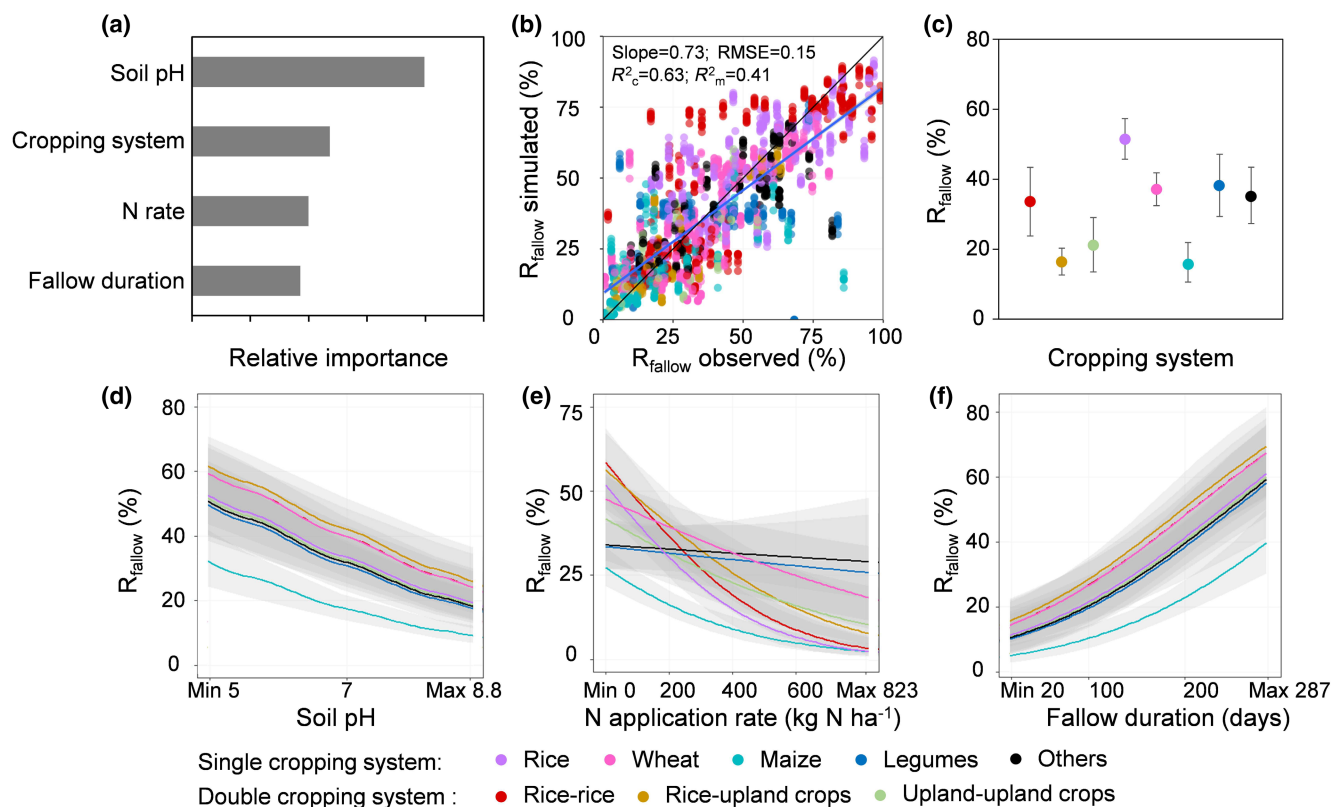 (a)
Soil pH
Cropping system
N rate
Fallow duration
Relative importance
(b)
Slope=0.73; RMSE=0.15
R²c=0.63; R²m=0.41
100
75
50
25
0
Rfallow simulated (%)
0 25 50 75 100
Rfallow observed (%)
(c)
80
60
40
20
0
Rfallow (%)
Cropping system
(d)
80
60
40
20
0
Rfallow (%)
Min 5 7 Max 8.8
Soil pH
(e)
75
50
25
0
Rfallow (%)
Min 0 200 400 600 Max 823
N application rate (kg N ha⁻¹)
(f)
80
60
40
20
0
Rfallow (%)
Min 20 100 200 Max 287
Fallow duration (days)
Single cropping system: Rice Wheat Maize Legumes Others
Double cropping system : Rice-rice Rice-upland crops Upland-upland crops